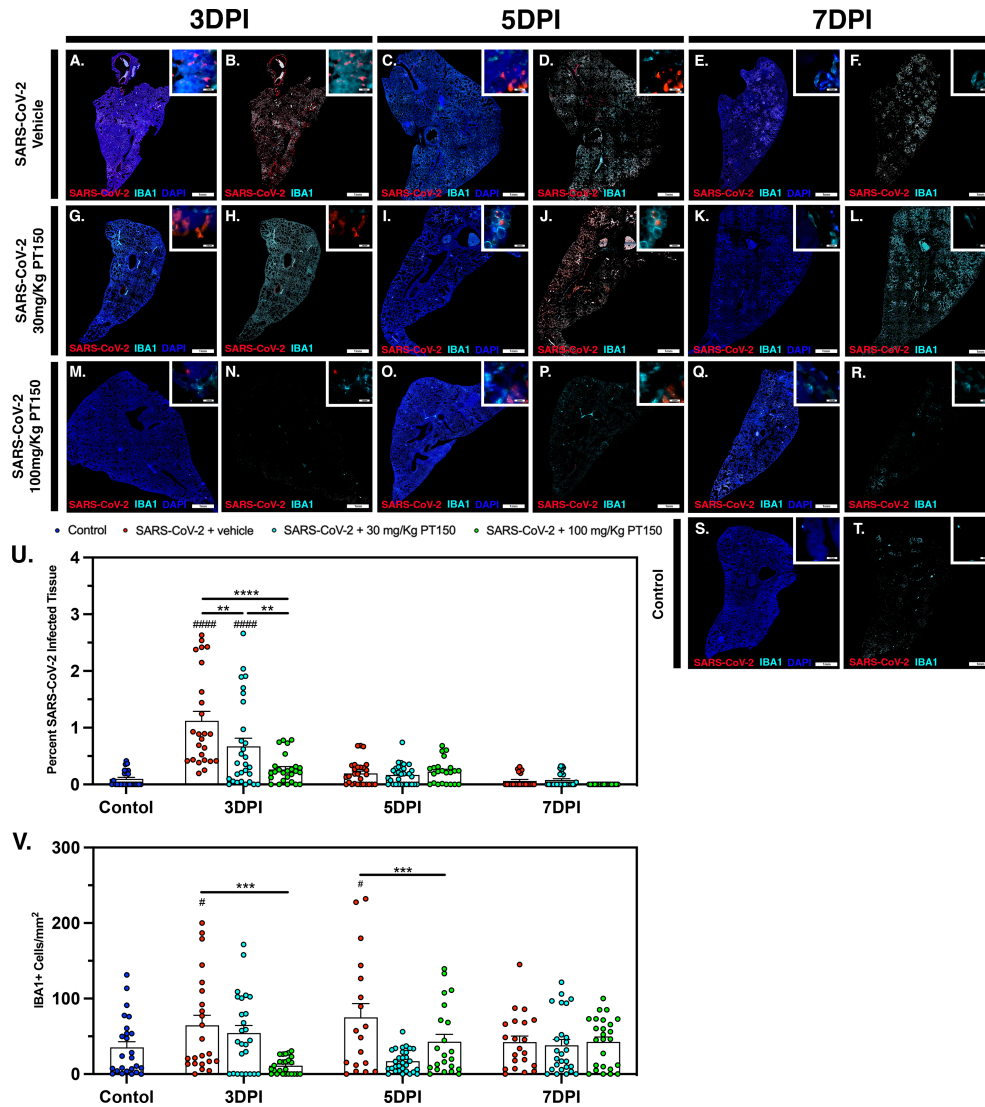 3DPI 5DPI 7DPI
SARS-CoV-2
Vehicle
A. B. C. D. E. F.
SARS-CoV-2 IBA1 DAPI SARS-CoV-2 IBA1 SARS-CoV-2 IBA1 DAPI SARS-CoV-2 IBA1 SARS-CoV-2 IBA1 DAPI SARS-CoV-2 IBA1
SARS-CoV-2
30mg/Kg PT150
G. H. I. J. K. L.
SARS-CoV-2 IBA1 DAPI SARS-CoV-2 IBA1 SARS-CoV-2 IBA1 DAPI SARS-CoV-2 IBA1 SARS-CoV-2 IBA1 DAPI SARS-CoV-2 IBA1
SARS-CoV-2
100mg/Kg PT150
M. N. O. P. Q. R.
SARS-CoV-2 IBA1 DAPI SARS-CoV-2 IBA1 SARS-CoV-2 IBA1 DAPI SARS-CoV-2 IBA1 SARS-CoV-2 IBA1 DAPI SARS-CoV-2 IBA1
Control
S. T.
SARS-CoV-2 IBA1 DAPI SARS-CoV-2 IBA1
Control SARS-CoV-2 + vehicle SARS-CoV-2 + 30 mg/Kg PT150 SARS-CoV-2 + 100 mg/Kg PT150
U.
Percent SARS-CoV-2 Infected Tissue
4
3
2
1
0
****
** **
#### ####
Contol 3DPI 5DPI 7DPI
V.
IBA1+ Cells/mm²
300
200
100
0
*** ***
# #
Control 3DPI 5DPI 7DPI